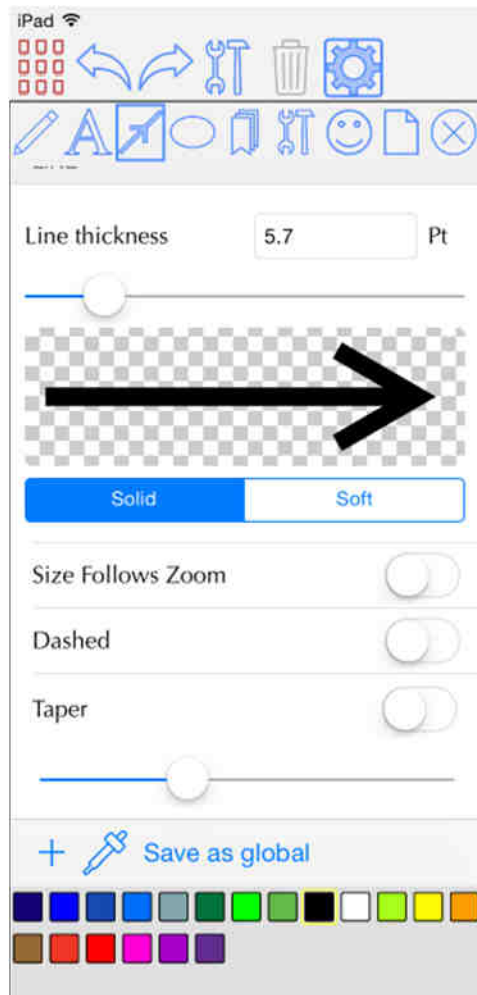 iPad
A
Line thickness 5.7 Pt
Solid Soft
Size Follows Zoom
Dashed
Taper
+ Save as global